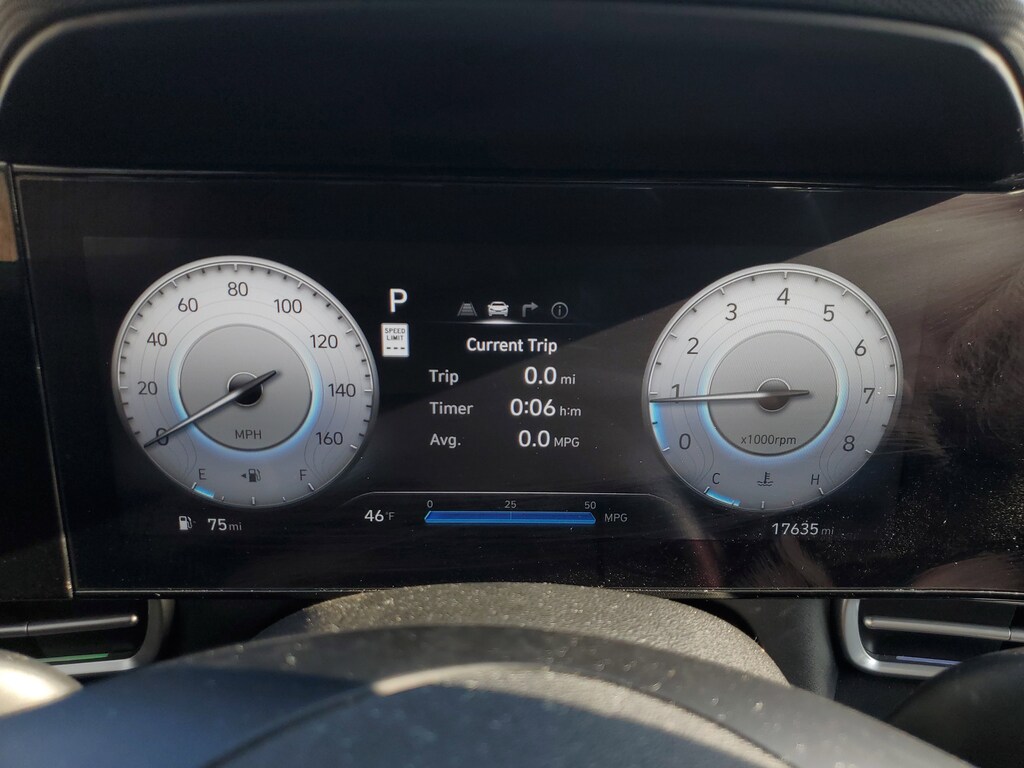 0
20
40
60
80
100
120
140
160
MPH
E
F
75 mi
P
SPEED
LIMIT
---
Current Trip
Trip 0.0 mi
Timer 0:06 h:m
Avg. 0.0 MPG
46°F
0 25 50
MPG
0
1
2
3
4
5
6
7
8
x1000rpm
C
H
17635 mi